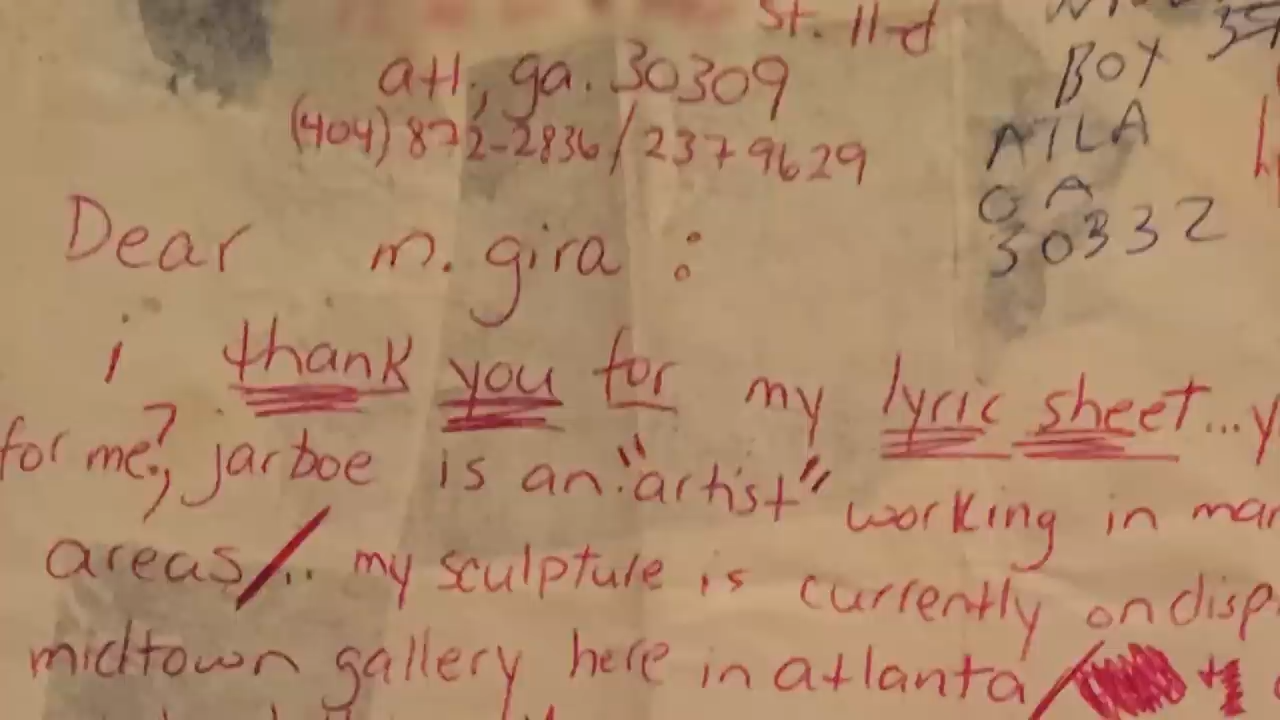 St. 11-d
atl, ga. 30309
(404) 872-2836/2379629
BOX
ATLA
GA
30332
Dear m. gira :
i thank you for my lyric sheet...y
for me?, jarboe is an "artist" working in
areas/.. my sculpture is currently on disp
midtown gallery here in atlanta/